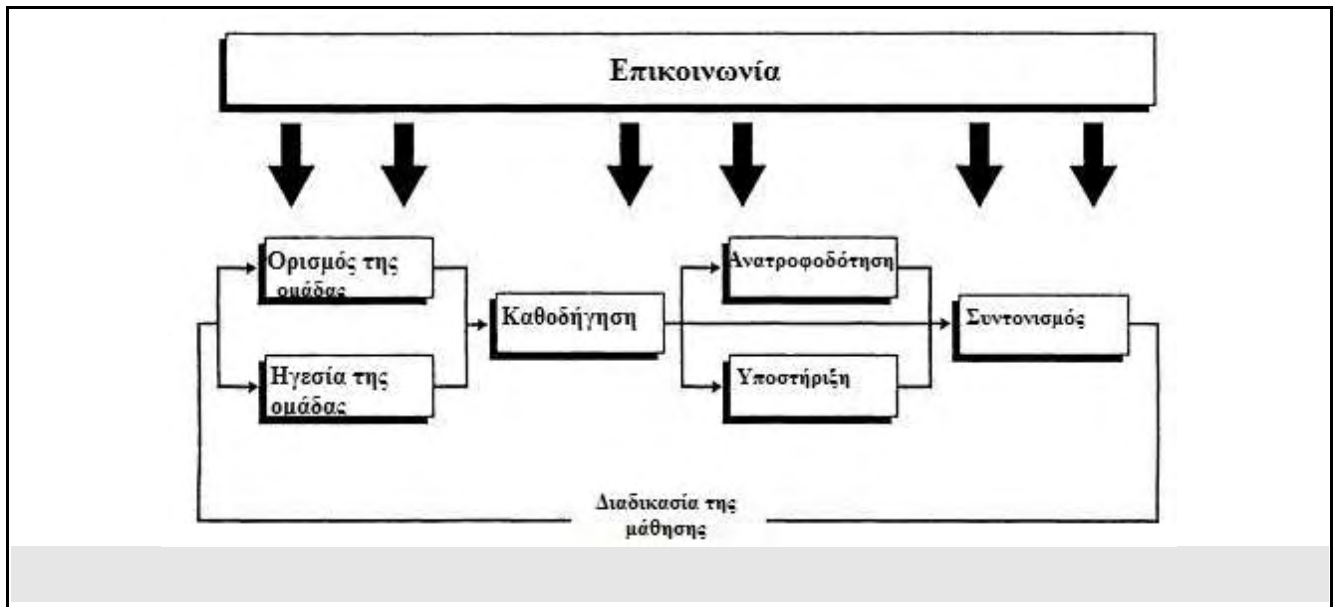 Επικοινωνία
Ορισμός της
ομάδας
Ηγεσία της
ομάδας
Καθοδήγηση
Ανατροφοδότηση
Υποστήριξη
Συντονισμός
Διαδικασία της
μάθησης